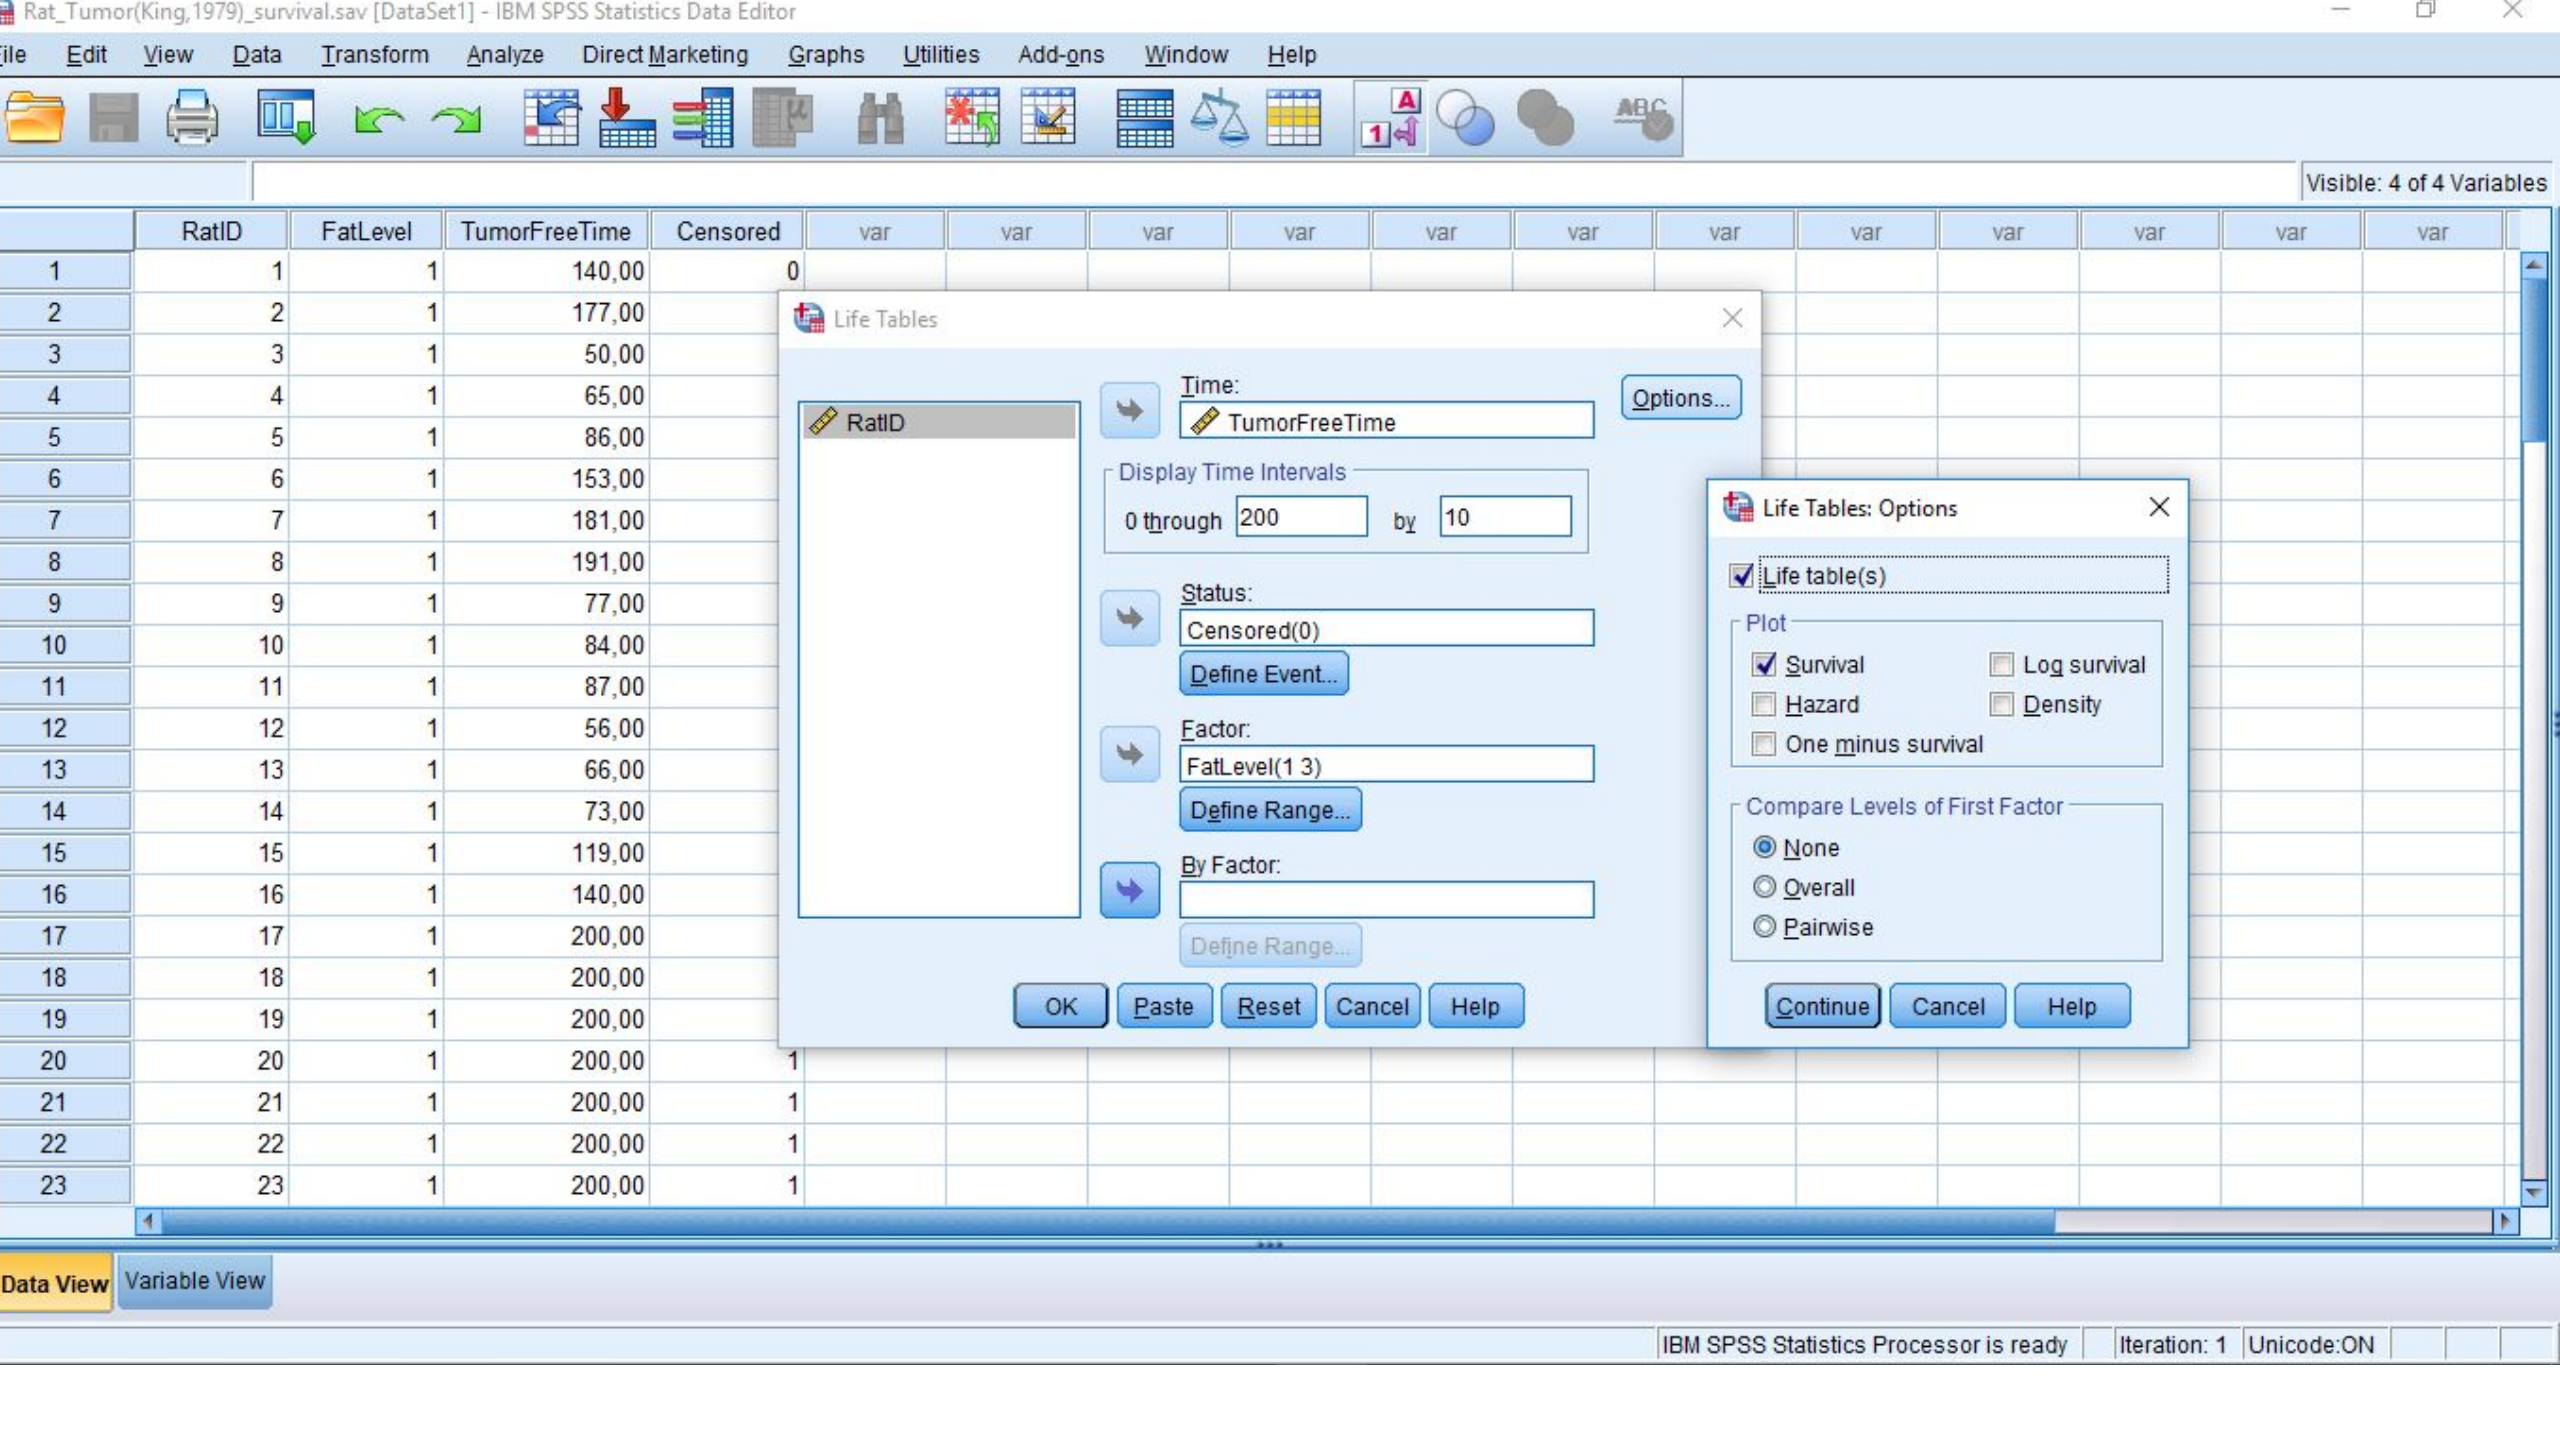 Rat_Tumor(King,1979)_survival.sav [DataSet1] - IBM SPSS Statistics Data Editor
File Edit View Data Transform Analyze Direct Marketing Graphs Utilities Add-ons Window Help
Visible: 4 of 4 Variables
RatID FatLevel TumorFreeTime Censored var var var var var var var var var var var var
1 1 1 140,00 0
2 2 1 177,00
3 3 1 50,00
4 4 1 65,00
5 5 1 86,00
6 6 1 153,00
7 7 1 181,00
8 8 1 191,00
9 9 1 77,00
10 10 1 84,00
11 11 1 87,00
12 12 1 56,00
13 13 1 66,00
14 14 1 73,00
15 15 1 119,00
16 16 1 140,00
17 17 1 200,00
18 18 1 200,00
19 19 1 200,00
20 20 1 200,00 1
21 21 1 200,00 1
22 22 1 200,00 1
23 23 1 200,00 1
Life Tables
RatID
Time:
TumorFreeTime
Options...
Display Time Intervals
0 through 200 by 10
Status:
Censored(0)
Define Event...
Factor:
FatLevel(1 3)
Define Range...
By Factor:
Define Range...
OK Paste Reset Cancel Help
Life Tables: Options
Life table(s)
Plot
Survival Log survival
Hazard Density
One minus survival
Compare Levels of First Factor
None
Overall
Pairwise
Continue Cancel Help
Data View Variable View
IBM SPSS Statistics Processor is ready Iteration: 1 Unicode:ON